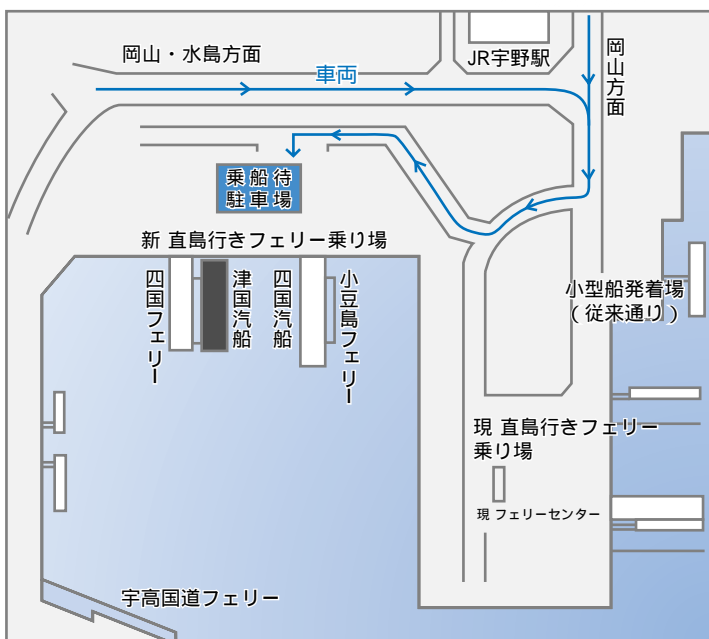 岡山・水島方面
JR宇野駅
岡山方面
車両
乗船待
駐車場
新 直島行きフェリー乗り場
四国フェリー
津国汽船
四国汽船
小豆島フェリー
小型船発着場
(従来通り)
現 直島行きフェリー
乗り場
現 フェリーセンター
宇高国道フェリー